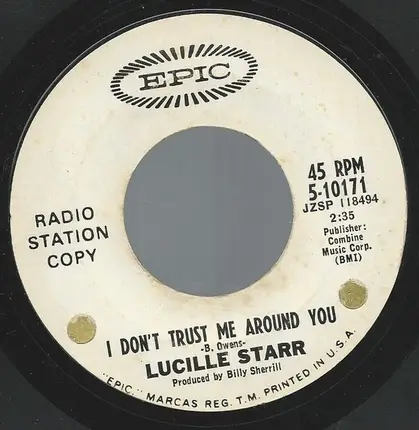 EPIC
RADIO
STATION
COPY
45 RPM
5-10171
JZSP 118494
2:35
Publisher:
Combine
Music Corp.
(BMI)
I DON'T TRUST ME AROUND YOU
-B. Owens-
LUCILLE STARR
Produced by Billy Sherrill
"EPIC," MARCAS REG. T.M. PRINTED IN U.S.A.